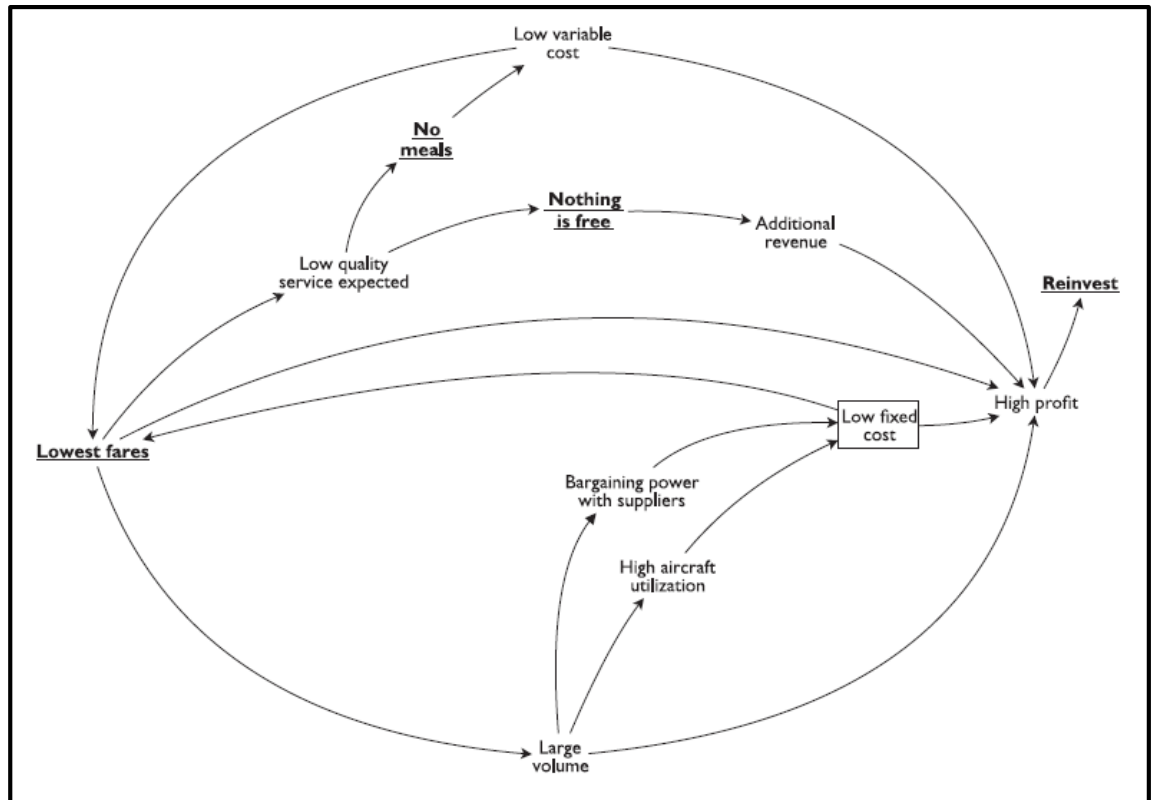 Low variable
cost
No
meals
Nothing
is free
Additional
revenue
Low quality
service expected
Reinvest
High profit
Low fixed
cost
Lowest fares
Bargaining power
with suppliers
High aircraft
utilization
Large
volume